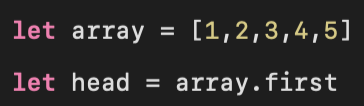 let array = [1,2,3,4,5]
let head = array.first